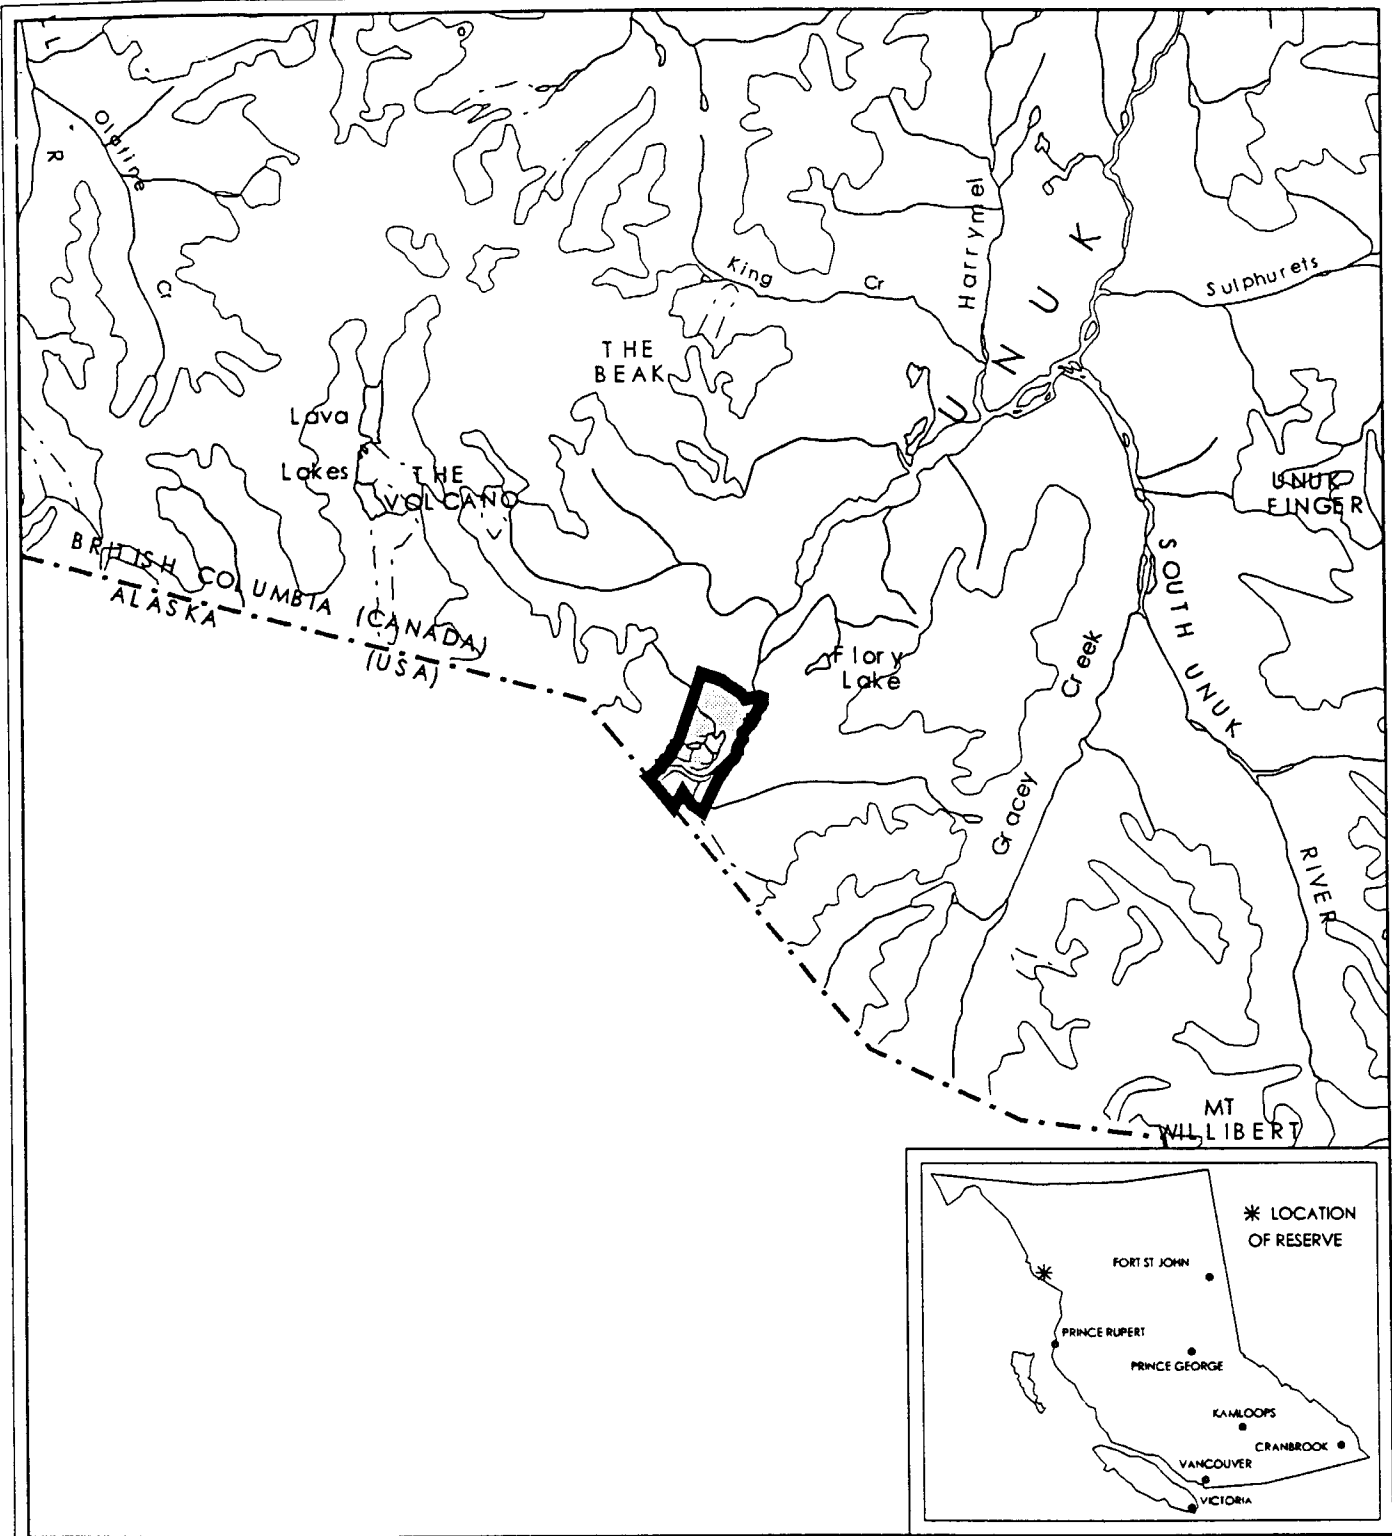 Olatine
R
Cr
King
Cr
Harrymel
UNUK
Sulphurets
THE
BEAK
Lava
Lakes
THE
VOLCANO
UNUK
FINGER
BRITISH COLUMBIA (CANADA)
ALASKA (USA)
Flory
Lake
Gracey Creek
SOUTH UNUK
RIVER
MT
WILLIBERT
✳ LOCATION
OF RESERVE
FORT ST JOHN
PRINCE RUPERT
PRINCE GEORGE
KAMLOOPS
CRANBROOK
VANCOUVER
VICTORIA